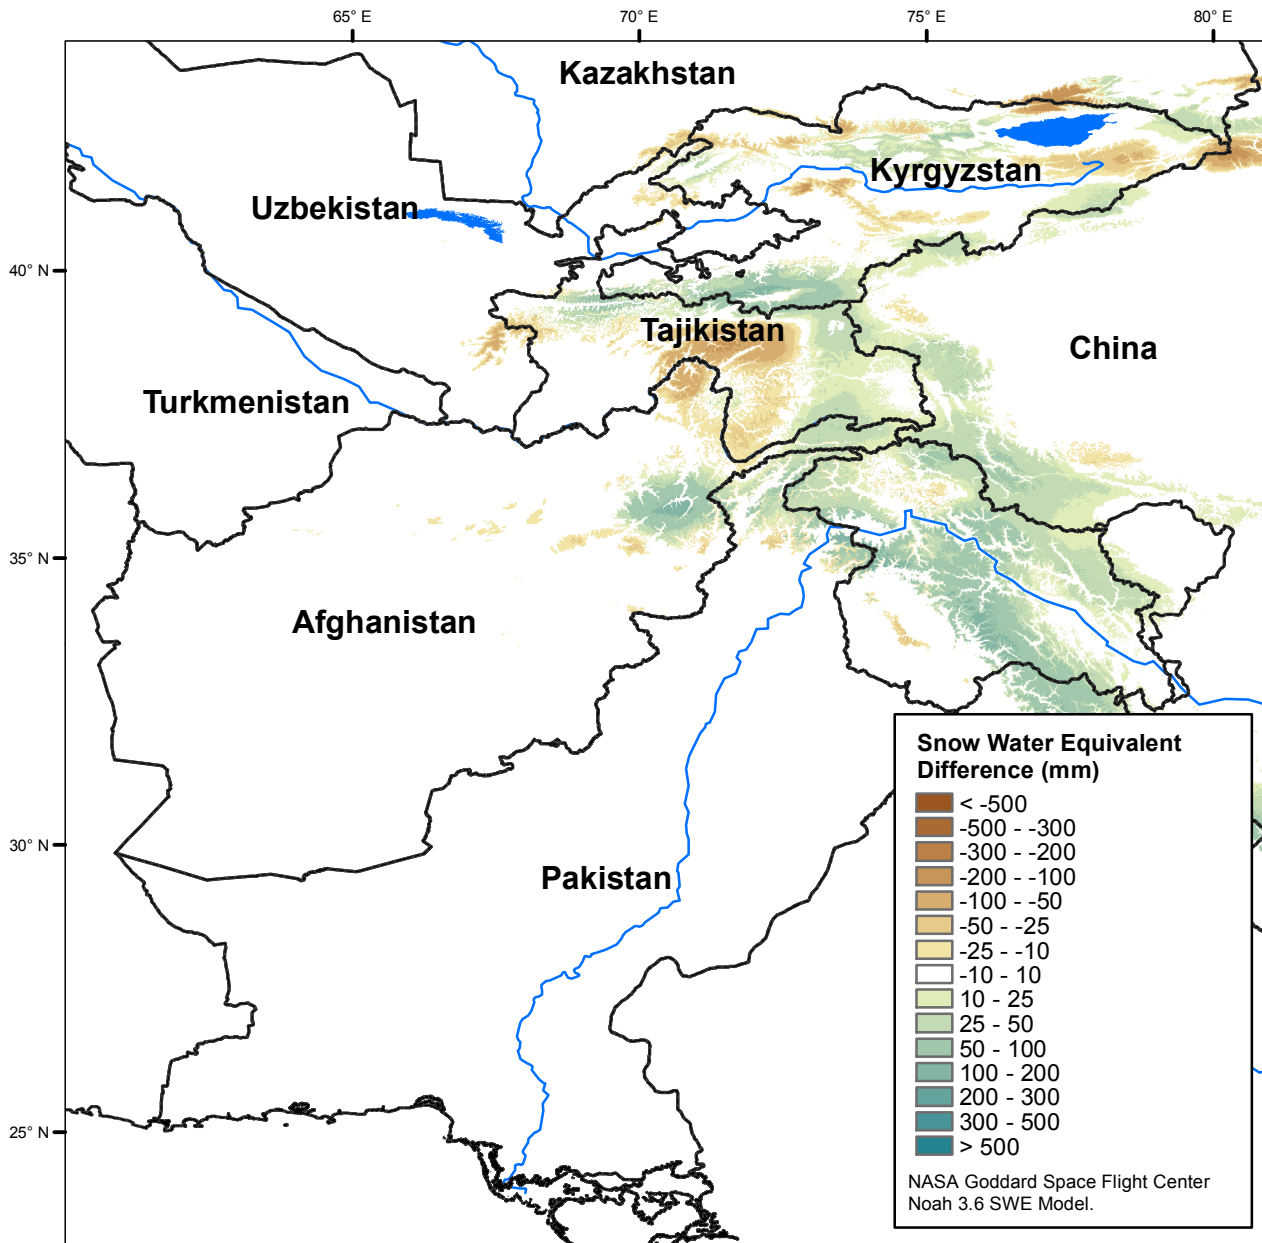 65° E
70° E
75° E
80° E
Kazakhstan
Kyrgyzstan
Uzbekistan
40° N
Tajikistan
China
Turkmenistan
35° N
Afghanistan
30° N
Pakistan
25° N
Snow Water Equivalent
Difference (mm)
< -500
-500 - -300
-300 - -200
-200 - -100
-100 - -50
-50 - -25
-25 - -10
-10 - 10
10 - 25
25 - 50
50 - 100
100 - 200
200 - 300
300 - 500
> 500
NASA Goddard Space Flight Center
Noah 3.6 SWE Model.